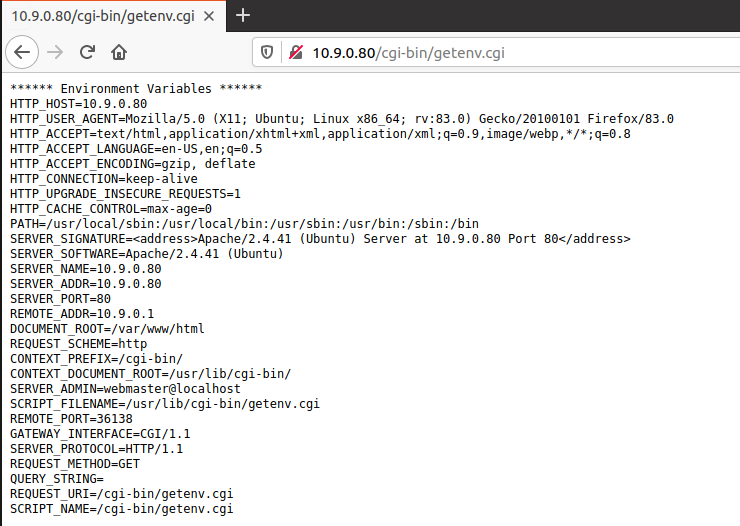 10.9.0.80/cgi-bin/getenv.cgi
10.9.0.80/cgi-bin/getenv.cgi
****** Environment Variables ******
HTTP_HOST=10.9.0.80
HTTP_USER_AGENT=Mozilla/5.0 (X11; Ubuntu; Linux x86_64; rv:83.0) Gecko/20100101 Firefox/83.0
HTTP_ACCEPT=text/html,application/xhtml+xml,application/xml;q=0.9,image/webp,*/*;q=0.8
HTTP_ACCEPT_LANGUAGE=en-US,en;q=0.5
HTTP_ACCEPT_ENCODING=gzip, deflate
HTTP_CONNECTION=keep-alive
HTTP_UPGRADE_INSECURE_REQUESTS=1
HTTP_CACHE_CONTROL=max-age=0
PATH=/usr/local/sbin:/usr/local/bin:/usr/sbin:/usr/bin:/sbin:/bin
SERVER_SIGNATURE=<address>Apache/2.4.41 (Ubuntu) Server at 10.9.0.80 Port 80</address>
SERVER_SOFTWARE=Apache/2.4.41 (Ubuntu)
SERVER_NAME=10.9.0.80
SERVER_ADDR=10.9.0.80
SERVER_PORT=80
REMOTE_ADDR=10.9.0.1
DOCUMENT_ROOT=/var/www/html
REQUEST_SCHEME=http
CONTEXT_PREFIX=/cgi-bin/
CONTEXT_DOCUMENT_ROOT=/usr/lib/cgi-bin/
SERVER_ADMIN=webmaster@localhost
SCRIPT_FILENAME=/usr/lib/cgi-bin/getenv.cgi
REMOTE_PORT=36138
GATEWAY_INTERFACE=CGI/1.1
SERVER_PROTOCOL=HTTP/1.1
REQUEST_METHOD=GET
QUERY_STRING=
REQUEST_URI=/cgi-bin/getenv.cgi
SCRIPT_NAME=/cgi-bin/getenv.cgi